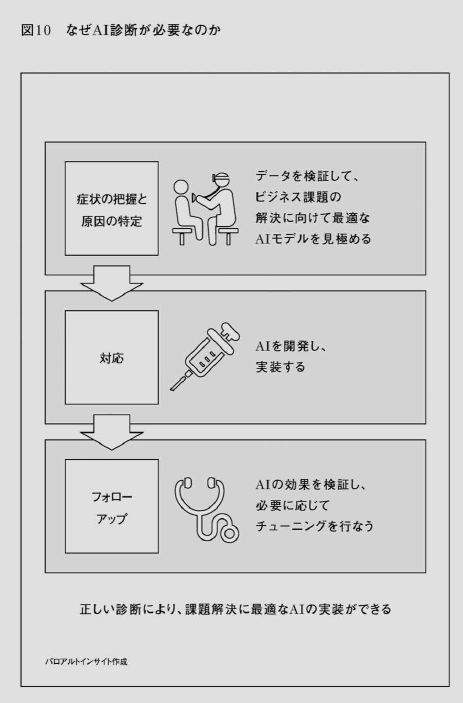 図10 なぜAI診断が必要なのか
症状の把握と
原因の特定
データを検証して、
ビジネス課題の
解決に向けて最適な
AIモデルを見極める
対応
AIを開発し、
実装する
フォロー
アップ
AIの効果を検証し、
必要に応じて
チューニングを行なう
正しい診断により、課題解決に最適なAIの実装ができる
パロアルトインサイト作成